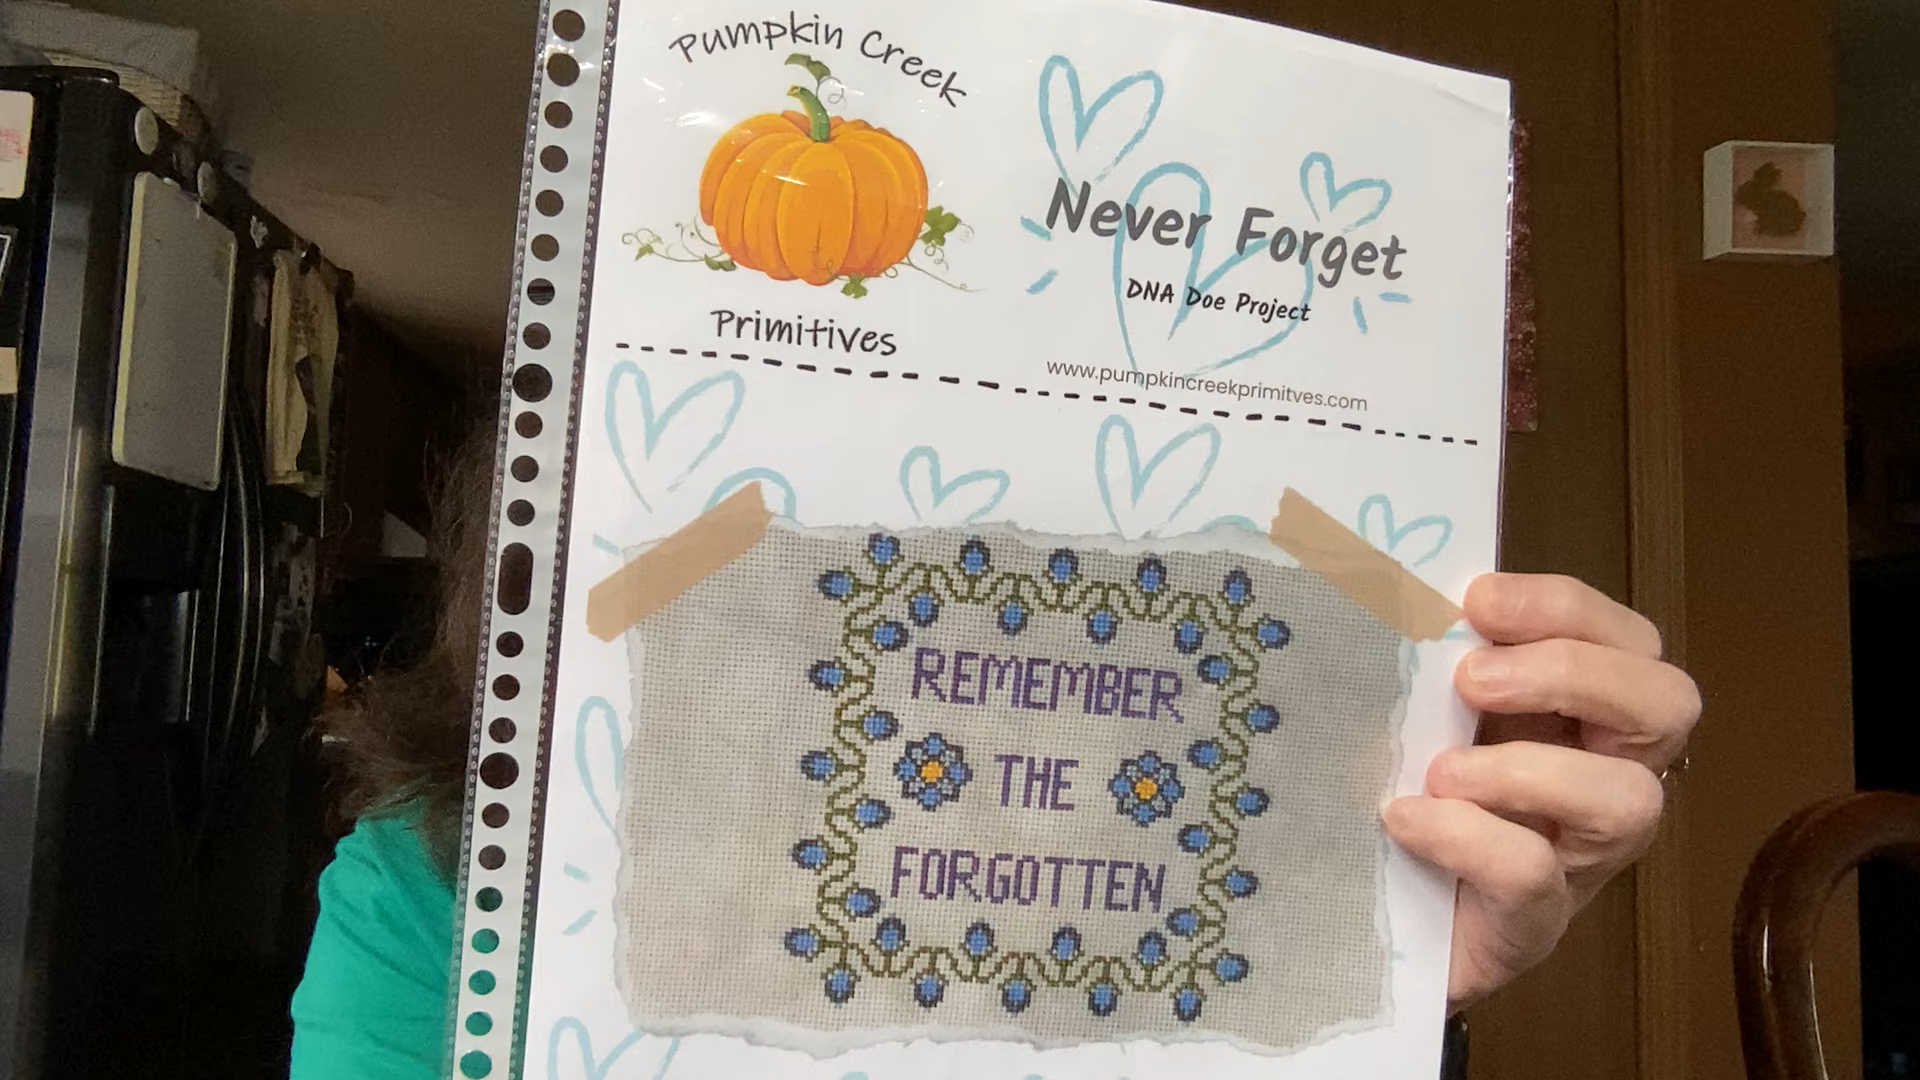 Pumpkin Creek
Primitives
Never Forget
DNA Doe Project
www.pumpkincreekprimitves.com
REMEMBER
THE
FORGOTTEN